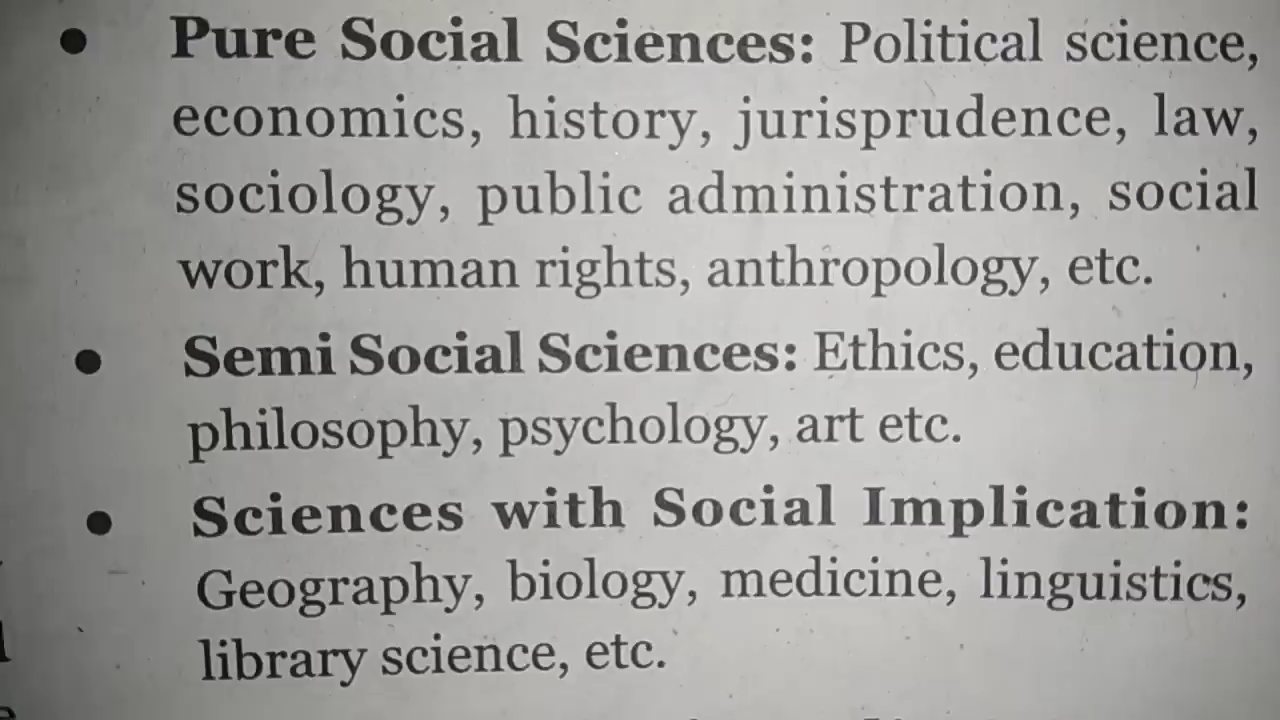 • Pure Social Sciences: Political science,
economics, history, jurisprudence, law,
sociology, public administration, social
work, human rights, anthropology, etc.
• Semi Social Sciences: Ethics, education,
philosophy, psychology, art etc.
• Sciences with Social Implication:
Geography, biology, medicine, linguistics,
library science, etc.